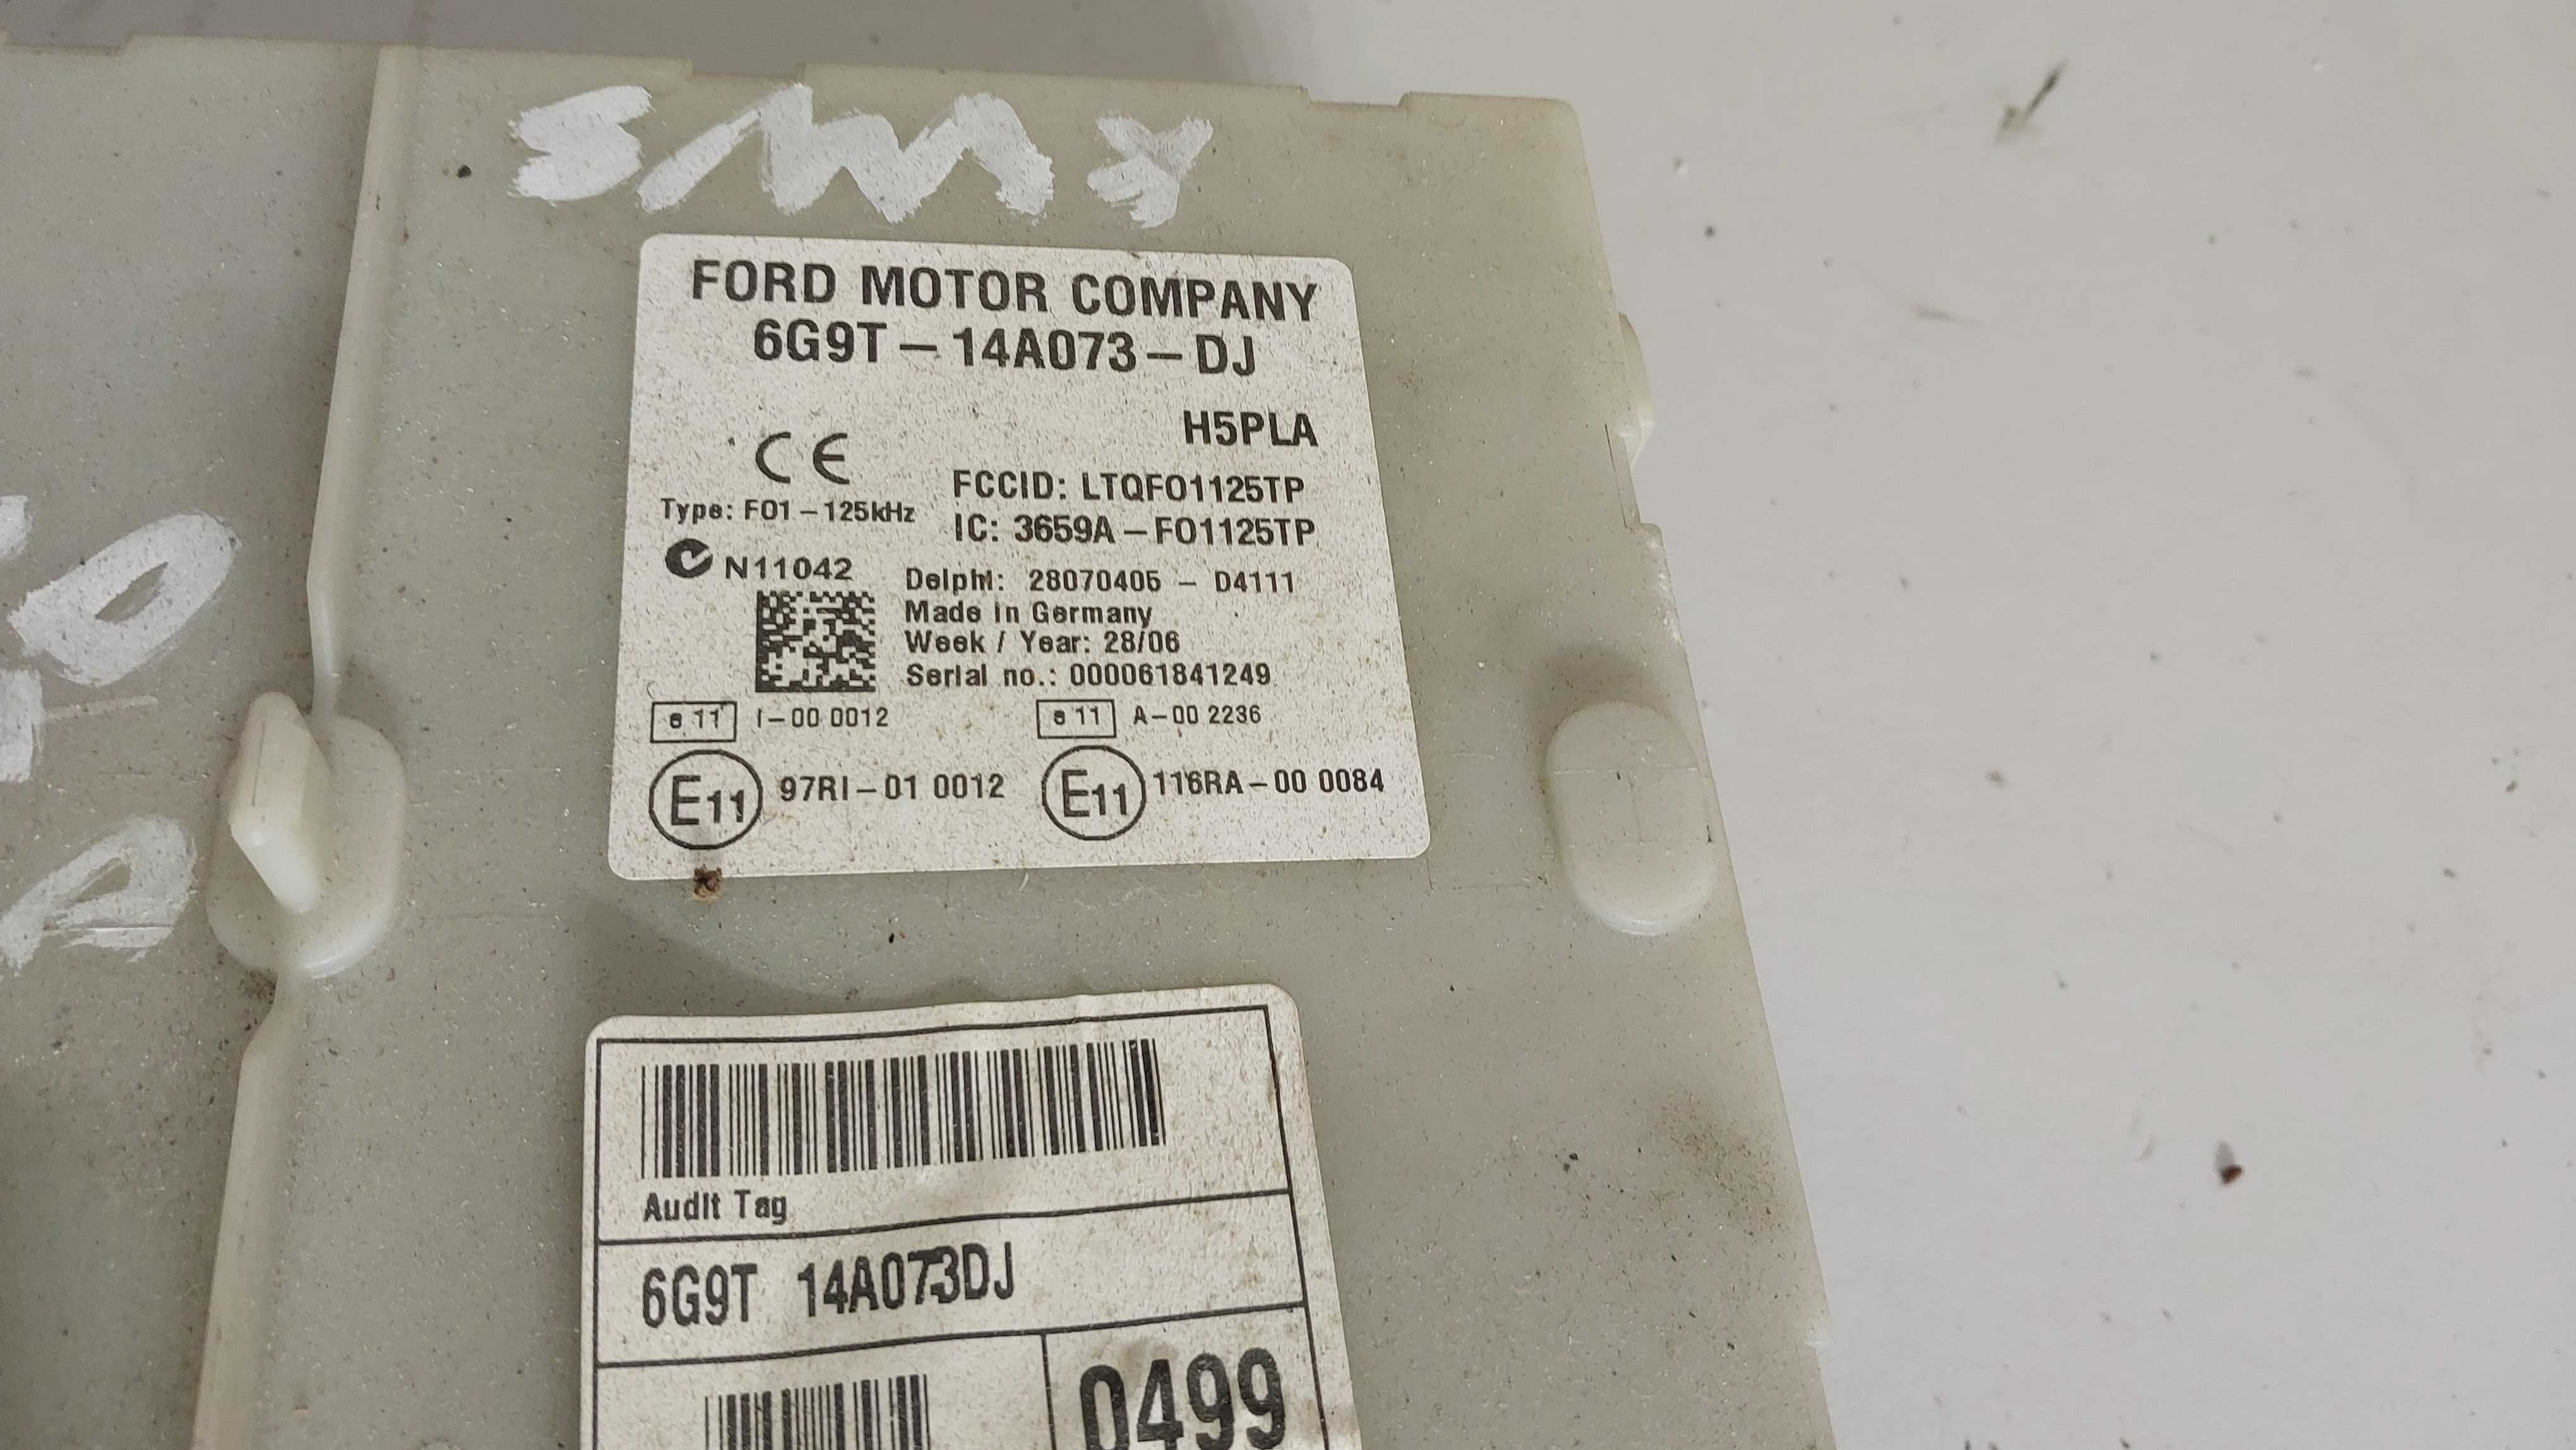 SMY
FORD MOTOR COMPANY
6G9T – 14A073 – DJ
H5PLA
CE
FCCID: LTQFO1125TP
Type: FO1 – 125kHz
IC: 3659A – FO1125TP
N11042
Delphi: 28070405 – D4111
Made in Germany
Week / Year: 28/06
Serial no.: 000061841249
e 11 I–00 0012 e 11 A–00 2236
E11 97RI–01 0012 E11 116RA–00 0084
Audit Tag
6G9T 14A073DJ
0499